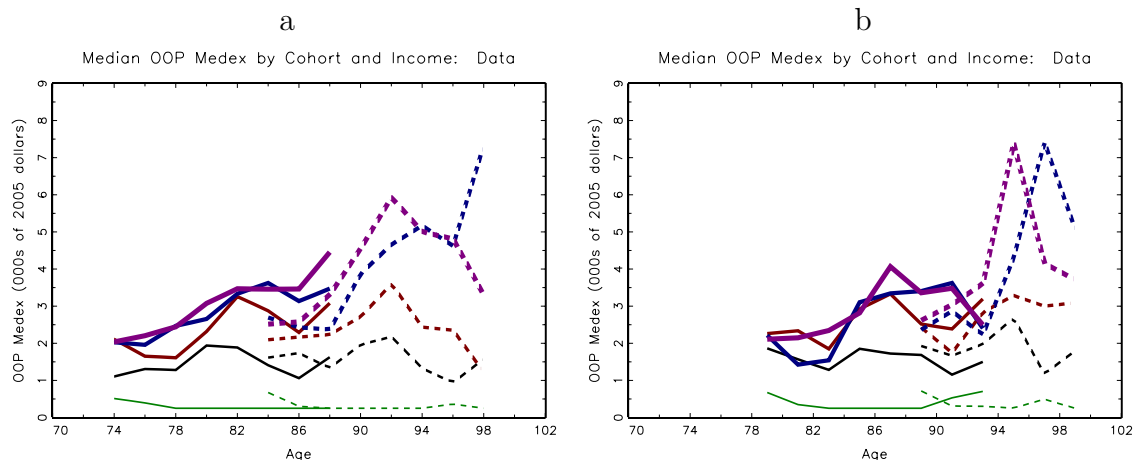 a
b
Median OOP Medex by Cohort and Income: Data
Median OOP Medex by Cohort and Income: Data
OOP Medex (000s of 2005 dollars)
0 1 2 3 4 5 6 7 8 9
70 74 78 82 86 90 94 98 102
Age
OOP Medex (000s of 2005 dollars)
0 1 2 3 4 5 6 7 8 9
70 74 78 82 86 90 94 98 102
Age